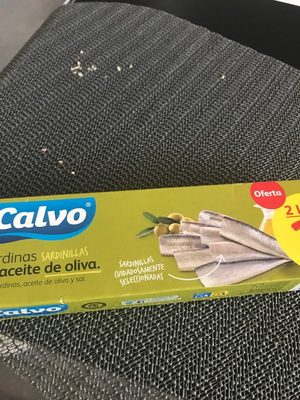 Calvo®
rdinas SARDINILLAS
aceite de oliva.
rdinas, aceite de oliva y sal.
SARDINILLAS
CUIDADOSAMENTE
SELECCIONADAS
Oferta
2 L
Calvo